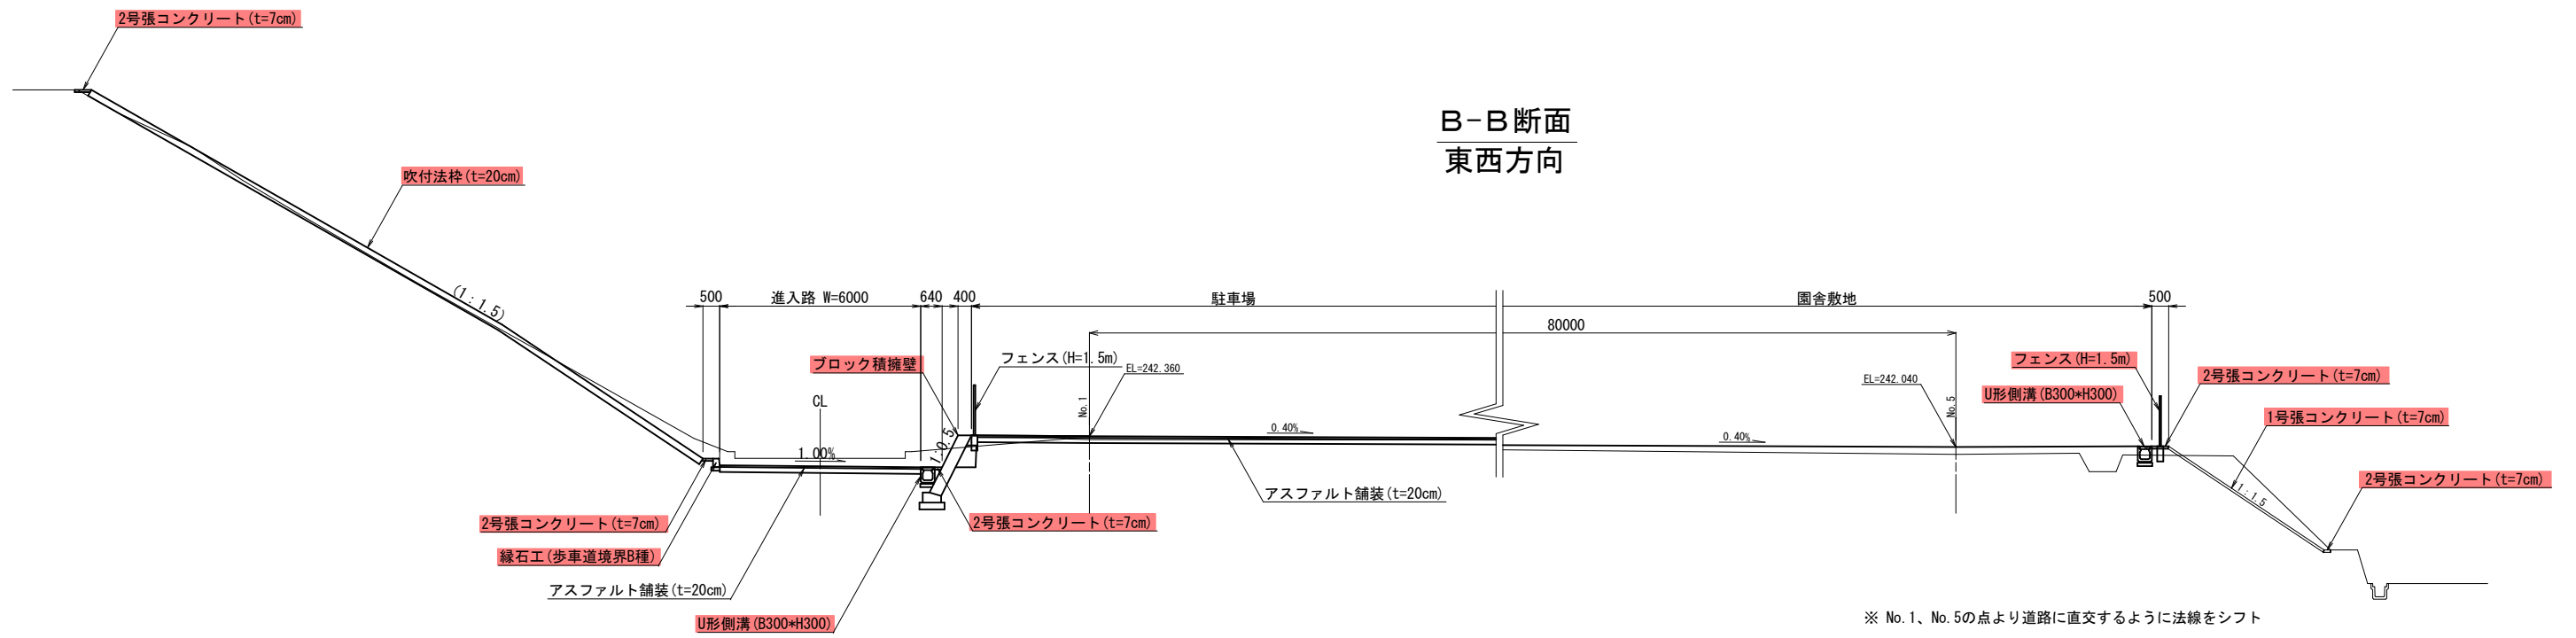 2号張コンクリート(t=7cm)
B-B断面
東西方向
吹付法枠(t=20cm)
(1:1.5)
500
進入路 W=6000
640
400
駐車場
園舎敷地
500
80000
ブロック積擁壁
フェンス(H=1.5m)
EL=242.360
EL=242.040
フェンス(H=1.5m)
2号張コンクリート(t=7cm)
U形側溝(B300*H300)
CL
No.1
No.5
1号張コンクリート(t=7cm)
0.40%
0.40%
1:0.5
1.00%
アスファルト舗装(t=20cm)
1:1.5
2号張コンクリート(t=7cm)
2号張コンクリート(t=7cm)
2号張コンクリート(t=7cm)
縁石工(歩車道境界B種)
アスファルト舗装(t=20cm)
U形側溝(B300*H300)
※ No.1、No.5の点より道路に直交するように法線をシフト